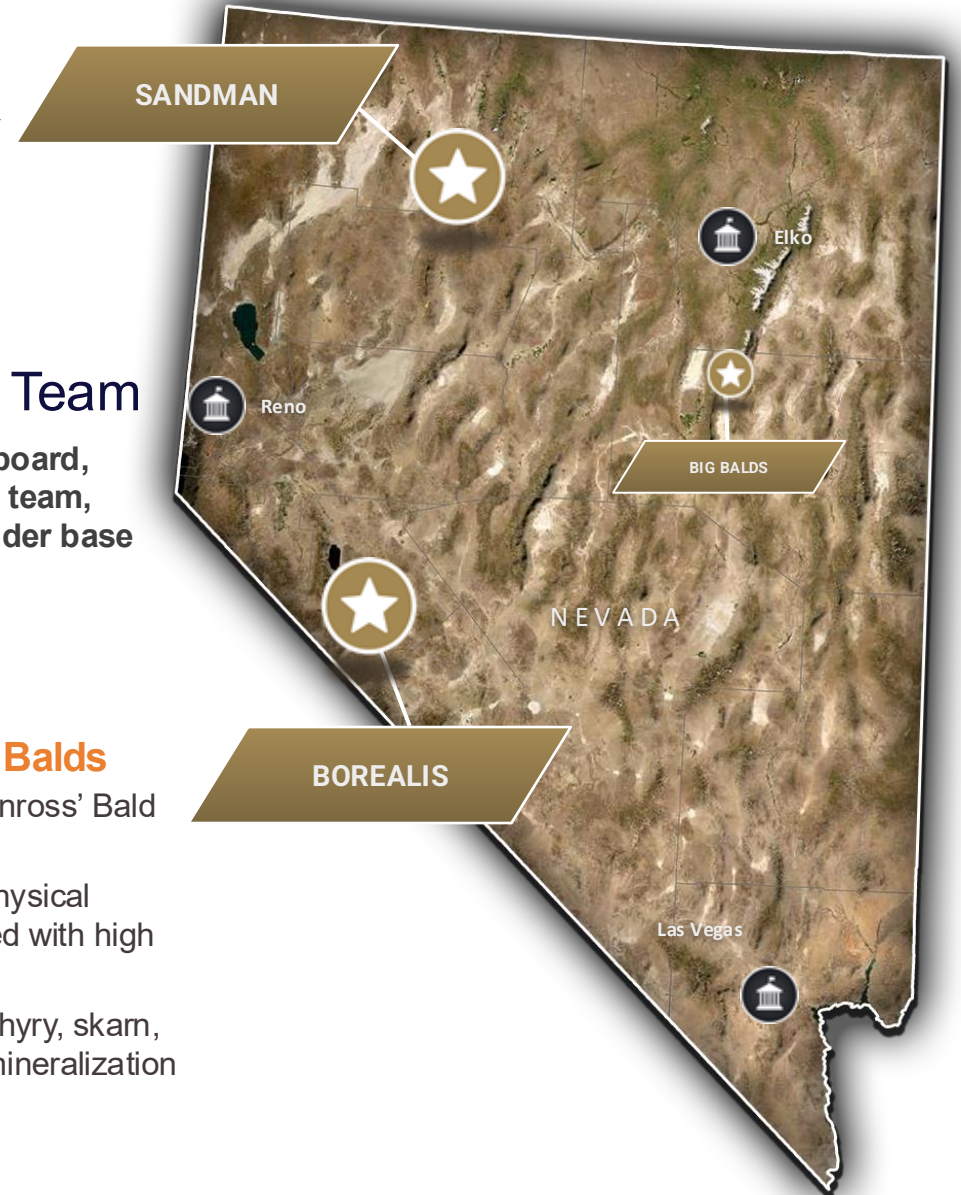 SANDMAN
Elko
Team
Reno
board,
team,
BIG BALDS
der base
NEVADA
Balds
BOREALIS
nross’ Bald
hysical
ed with high
Las Vegas
hyry, skarn,
mineralization